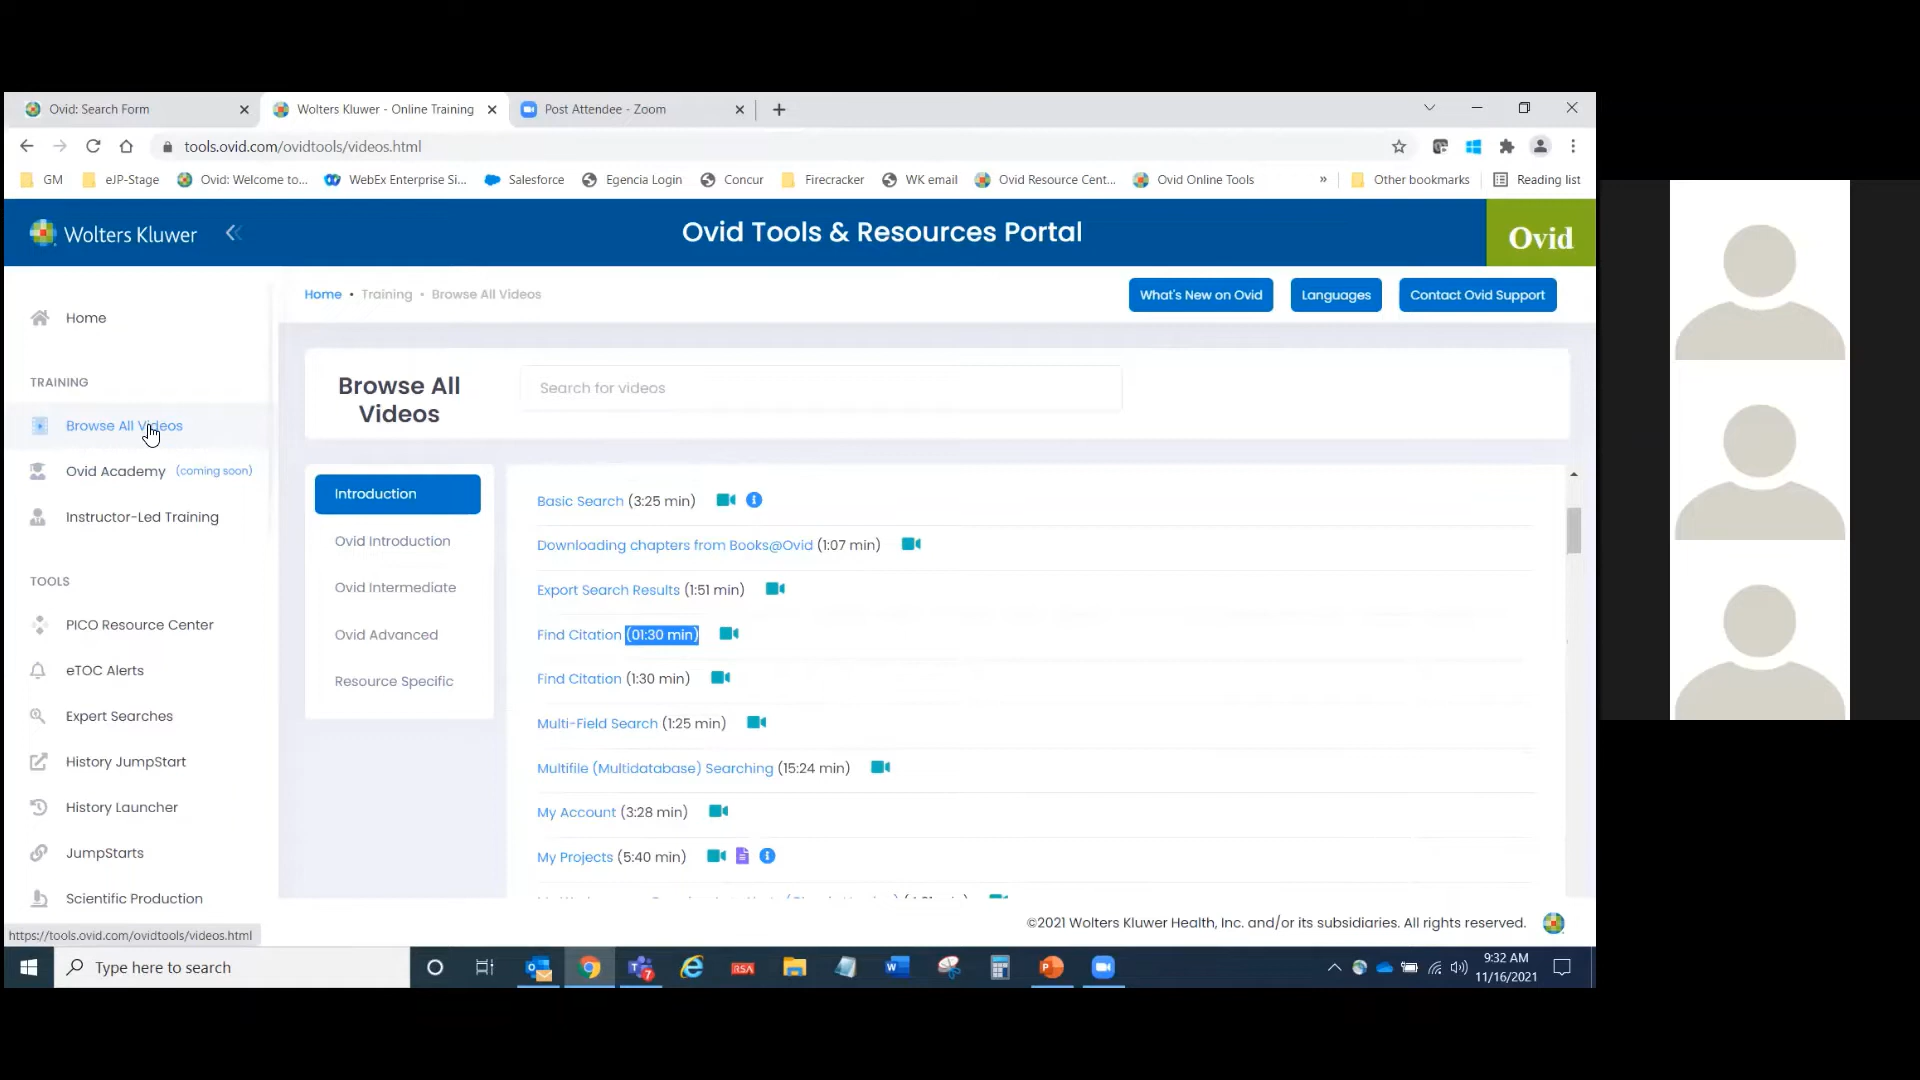 Ovid: Search Form
Wolters Kluwer - Online Training
Post Attendee - Zoom
tools.ovid.com/ovidtools/videos.html
GM
eJP-Stage
Ovid: Welcome to...
WebEx Enterprise Si...
Salesforce
Egencia Login
Concur
Firecracker
WK email
Ovid Resource Cent...
Ovid Online Tools
»
Other bookmarks
Reading list
Wolters Kluwer
Ovid Tools & Resources Portal
Ovid
Home • Training • Browse All Videos
What's New on Ovid
Languages
Contact Ovid Support
Home
TRAINING
Browse All Videos
Ovid Academy (coming soon)
Instructor-Led Training
TOOLS
PICO Resource Center
eTOC Alerts
Expert Searches
History JumpStart
History Launcher
JumpStarts
Scientific Production
https://tools.ovid.com/ovidtools/videos.html
Browse All
Videos
Search for videos
Introduction
Ovid Introduction
Ovid Intermediate
Ovid Advanced
Resource Specific
Basic Search (3:25 min)
Downloading chapters from Books@Ovid (1:07 min)
Export Search Results (1:51 min)
Find Citation (01:30 min)
Find Citation (1:30 min)
Multi-Field Search (1:25 min)
Multifile (Multidatabase) Searching (15:24 min)
My Account (3:28 min)
My Projects (5:40 min)
©2021 Wolters Kluwer Health, Inc. and/or its subsidiaries. All rights reserved.
Type here to search
RSA
7
9:32 AM
11/16/2021